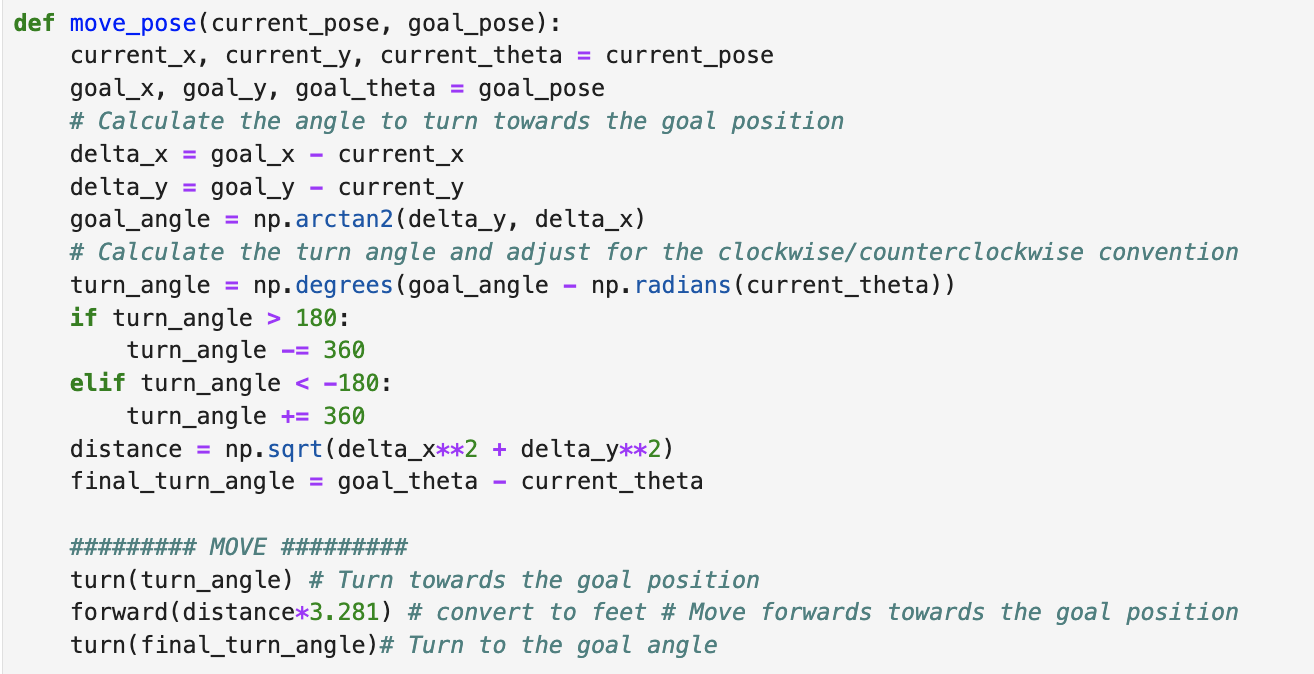 def move_pose(current_pose, goal_pose):
    current_x, current_y, current_theta = current_pose
    goal_x, goal_y, goal_theta = goal_pose
    # Calculate the angle to turn towards the goal position
    delta_x = goal_x - current_x
    delta_y = goal_y - current_y
    goal_angle = np.arctan2(delta_y, delta_x)
    # Calculate the turn angle and adjust for the clockwise/counterclockwise convention
    turn_angle = np.degrees(goal_angle - np.radians(current_theta))
    if turn_angle > 180:
        turn_angle -= 360
    elif turn_angle < -180:
        turn_angle += 360
    distance = np.sqrt(delta_x**2 + delta_y**2)
    final_turn_angle = goal_theta - current_theta

    ######### MOVE #########
    turn(turn_angle) # Turn towards the goal position
    forward(distance*3.281) # convert to feet # Move forwards towards the goal position
    turn(final_turn_angle)# Turn to the goal angle